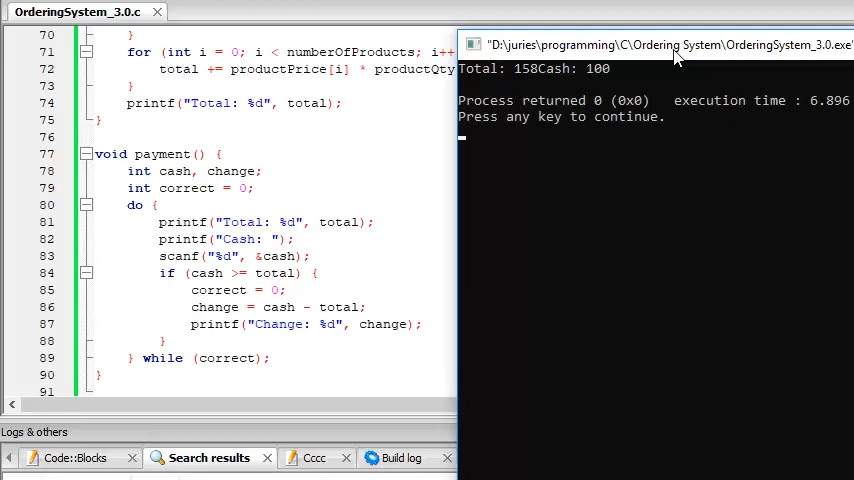 OrderingSystem_3.0.c
70 }
71 for (int i = 0; i < numberOfProducts; i++
72 total += productPrice[i] * productQty
73 }
74 printf("Total: %d", total);
75 }
76
77 void payment() {
78 int cash, change;
79 int correct = 0;
80 do {
81 printf("Total: %d", total);
82 printf("Cash: ");
83 scanf("%d", &cash);
84 if (cash >= total) {
85 correct = 0;
86 change = cash - total;
87 printf("Change: %d", change);
88 }
89 } while (correct);
90 }
91
"D:\juries\programming\C\Ordering System\OrderingSystem_3.0.exe"
Total: 158Cash: 100
Process returned 0 (0x0) execution time : 6.896
Press any key to continue.
Logs & others
Code::Blocks Search results Cccc Build log